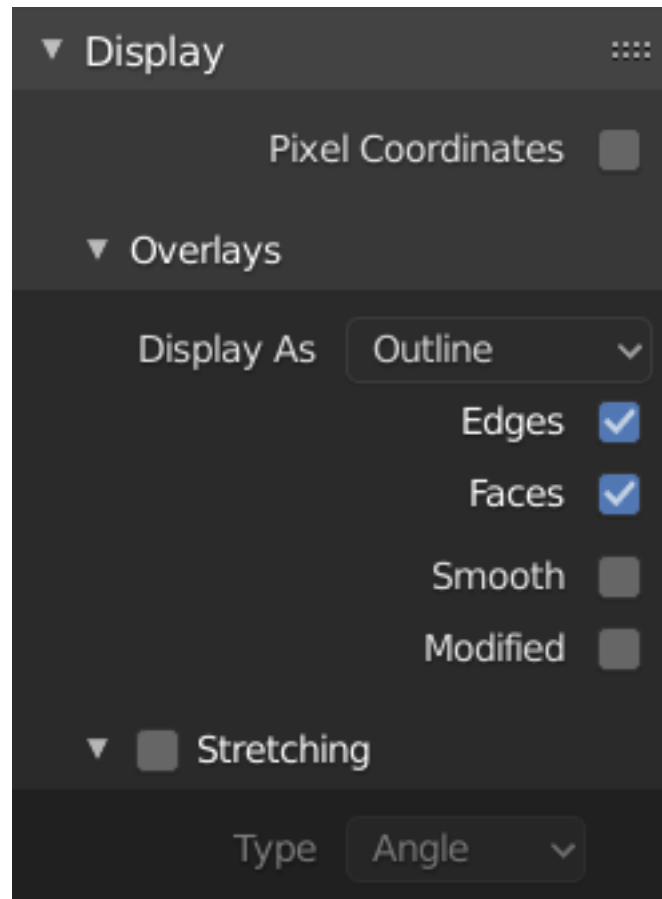 Display
Pixel Coordinates
Overlays
Display As Outline
Edges
Faces
Smooth
Modified
Stretching
Type Angle